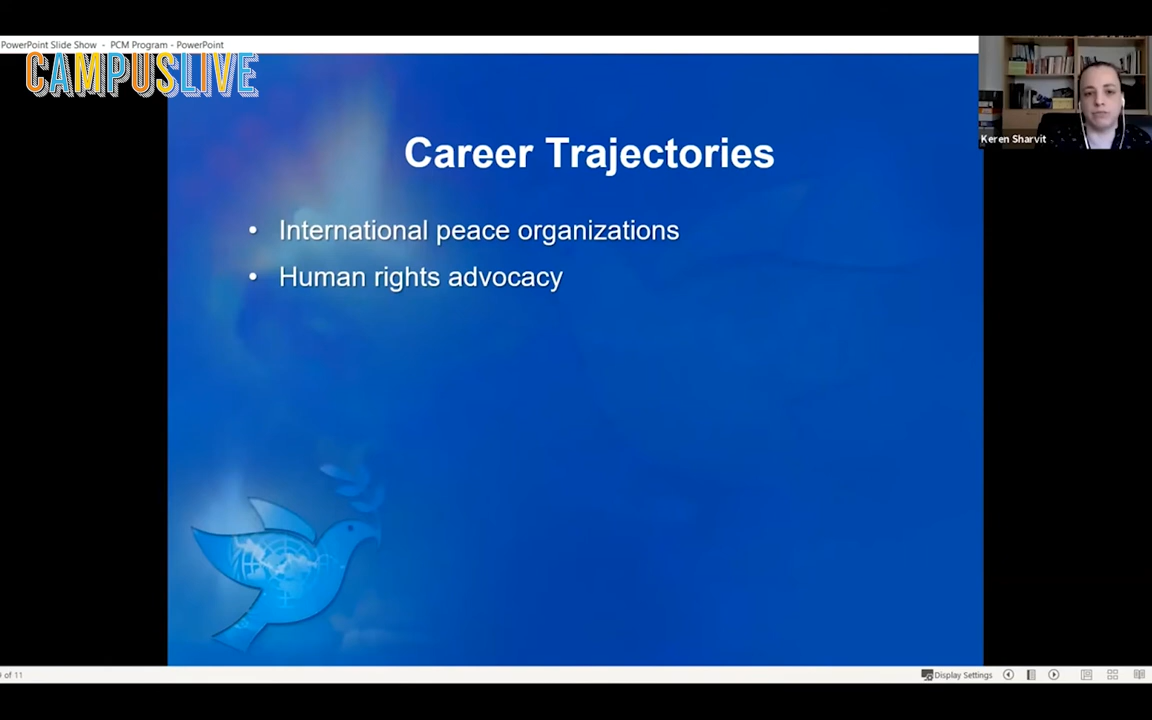 PowerPoint Slide Show - PCM Program - PowerPoint
CAMPUSLIVE
Keren Sharvit
Career Trajectories
• International peace organizations
• Human rights advocacy
of 11
Display Settings